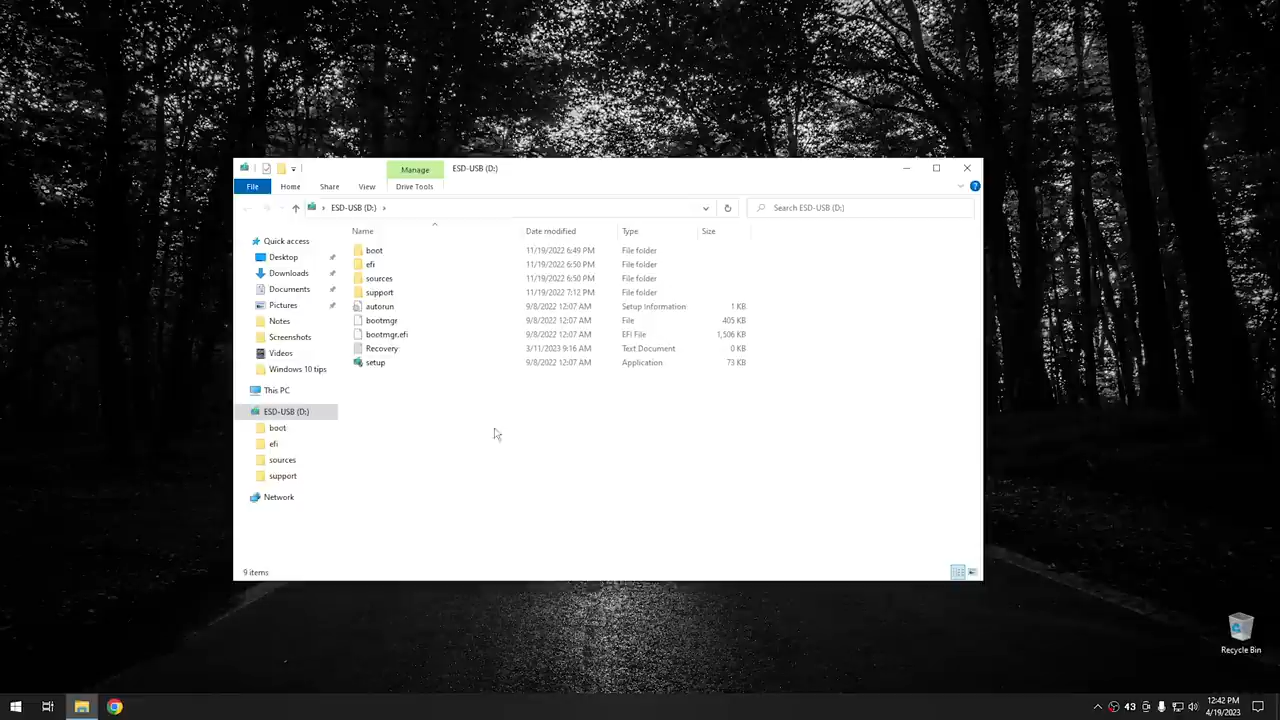 Manage
ESD-USB (D:)
File
Home
Share
View
Drive Tools
ESD-USB (D:)
Search ESD-USB (D:)
Name
Date modified
Type
Size
Quick access
Desktop
Downloads
Documents
Pictures
Notes
Screenshots
Videos
Windows 10 tips
This PC
ESD-USB (D:)
boot
efi
sources
support
Network
boot 11/19/2022 6:49 PM File folder
efi 11/19/2022 6:50 PM File folder
sources 11/19/2022 6:50 PM File folder
support 11/19/2022 7:12 PM File folder
autorun 9/8/2022 12:07 AM Setup Information 1 KB
bootmgr 9/8/2022 12:07 AM File 405 KB
bootmgr.efi 9/8/2022 12:07 AM EFI File 1,506 KB
Recovery 3/11/2023 9:16 AM Text Document 0 KB
setup 9/8/2022 12:07 AM Application 73 KB
9 items
Recycle Bin
43
12:42 PM
4/19/2023